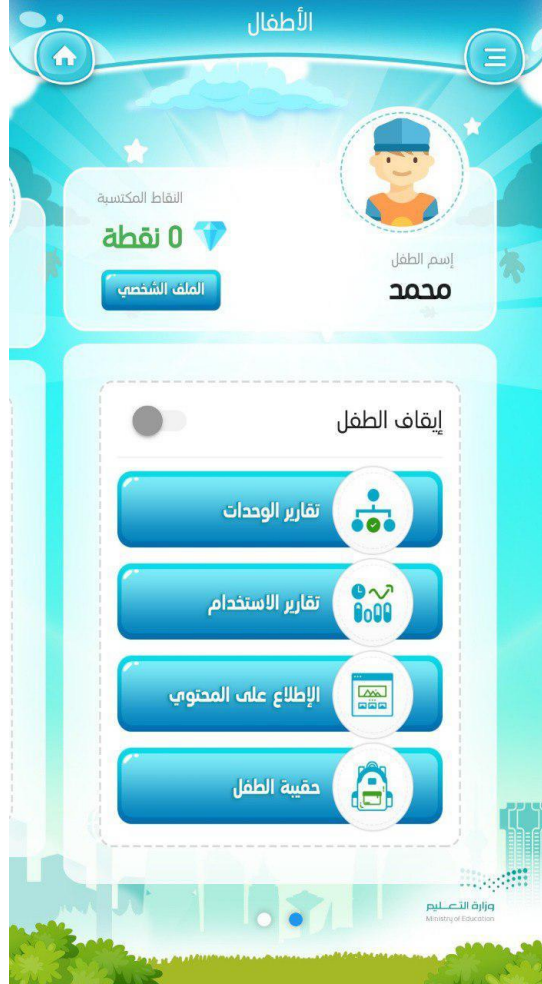 الأطفال
إسم الطفل
محمد
النقاط المكتسبة
0 نقطة
الملف الشخصي
إيقاف الطفل
تقارير الوحدات
تقارير الاستخدام
الإطلاع على المحتوي
حقيبة الطفل
وزارة التعـــليم
Ministry of Education